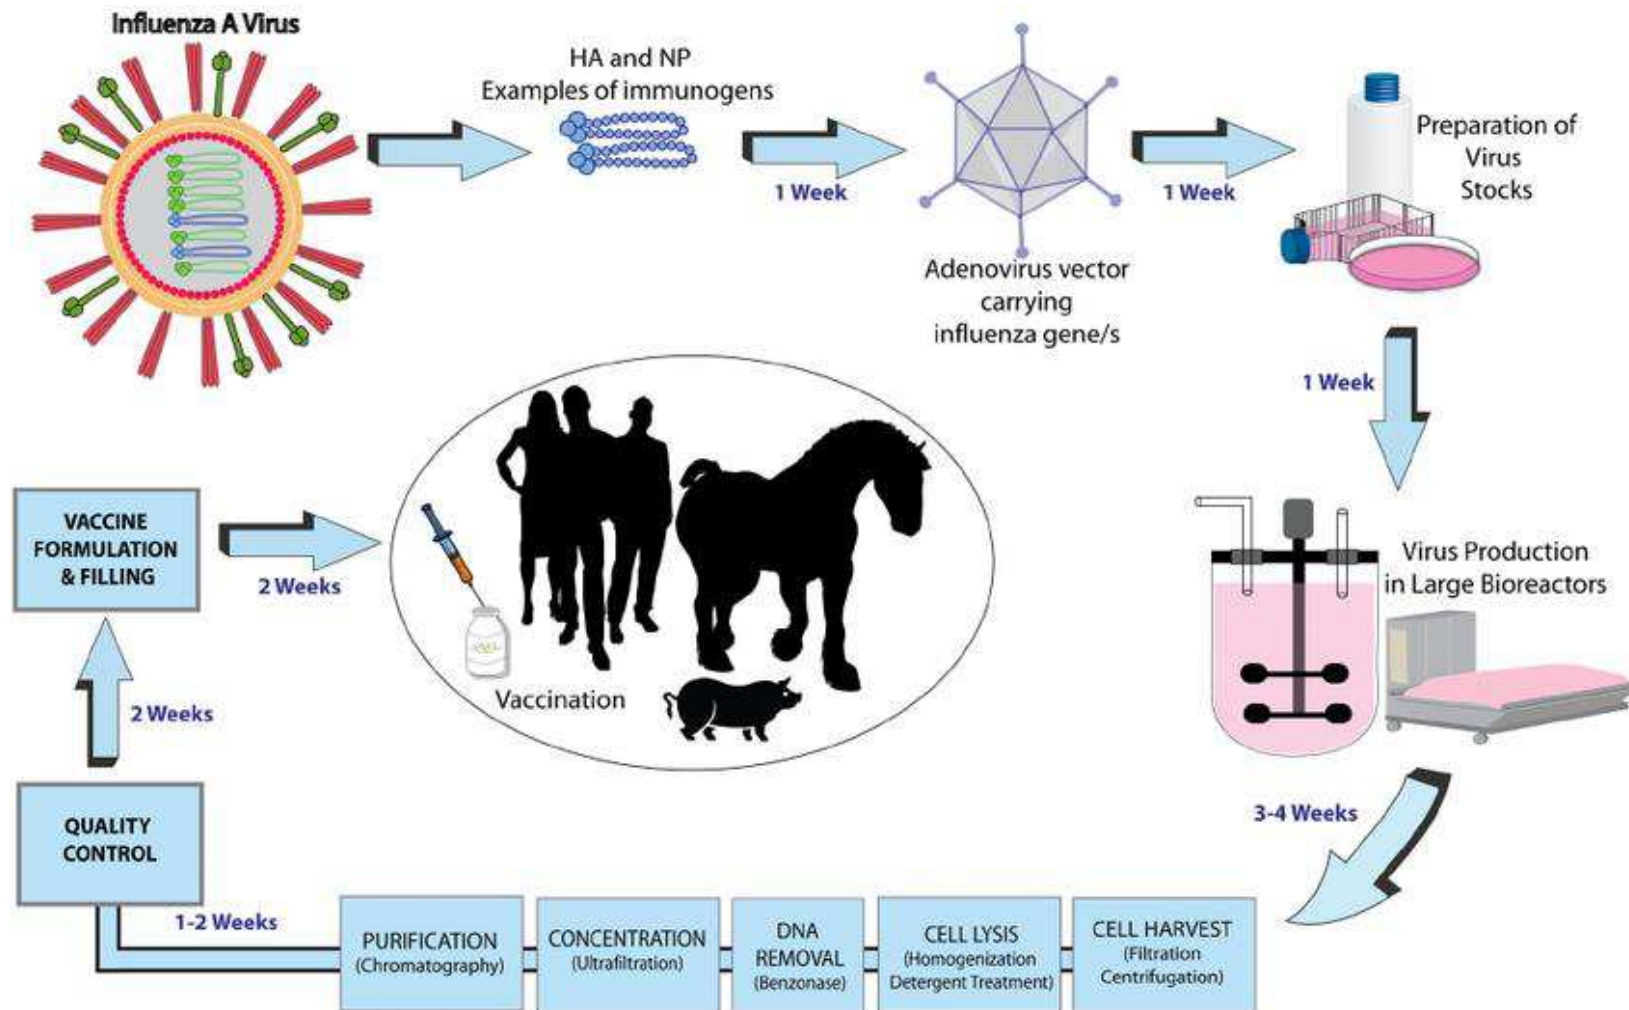 Influenza A Virus
HA and NP
Examples of immunogens
1 Week
Adenovirus vector
carrying
influenza gene/s
1 Week
Preparation of
Virus
Stocks
1 Week
Virus Production
in Large Bioreactors
3-4 Weeks
CELL HARVEST
(Filtration
Centrifugation)
CELL LYSIS
(Homogenization
Detergent Treatment)
DNA
REMOVAL
(Benzonase)
CONCENTRATION
(Ultrafiltration)
PURIFICATION
(Chromatography)
1-2 Weeks
QUALITY
CONTROL
2 Weeks
VACCINE
FORMULATION
& FILLING
2 Weeks
Vaccination